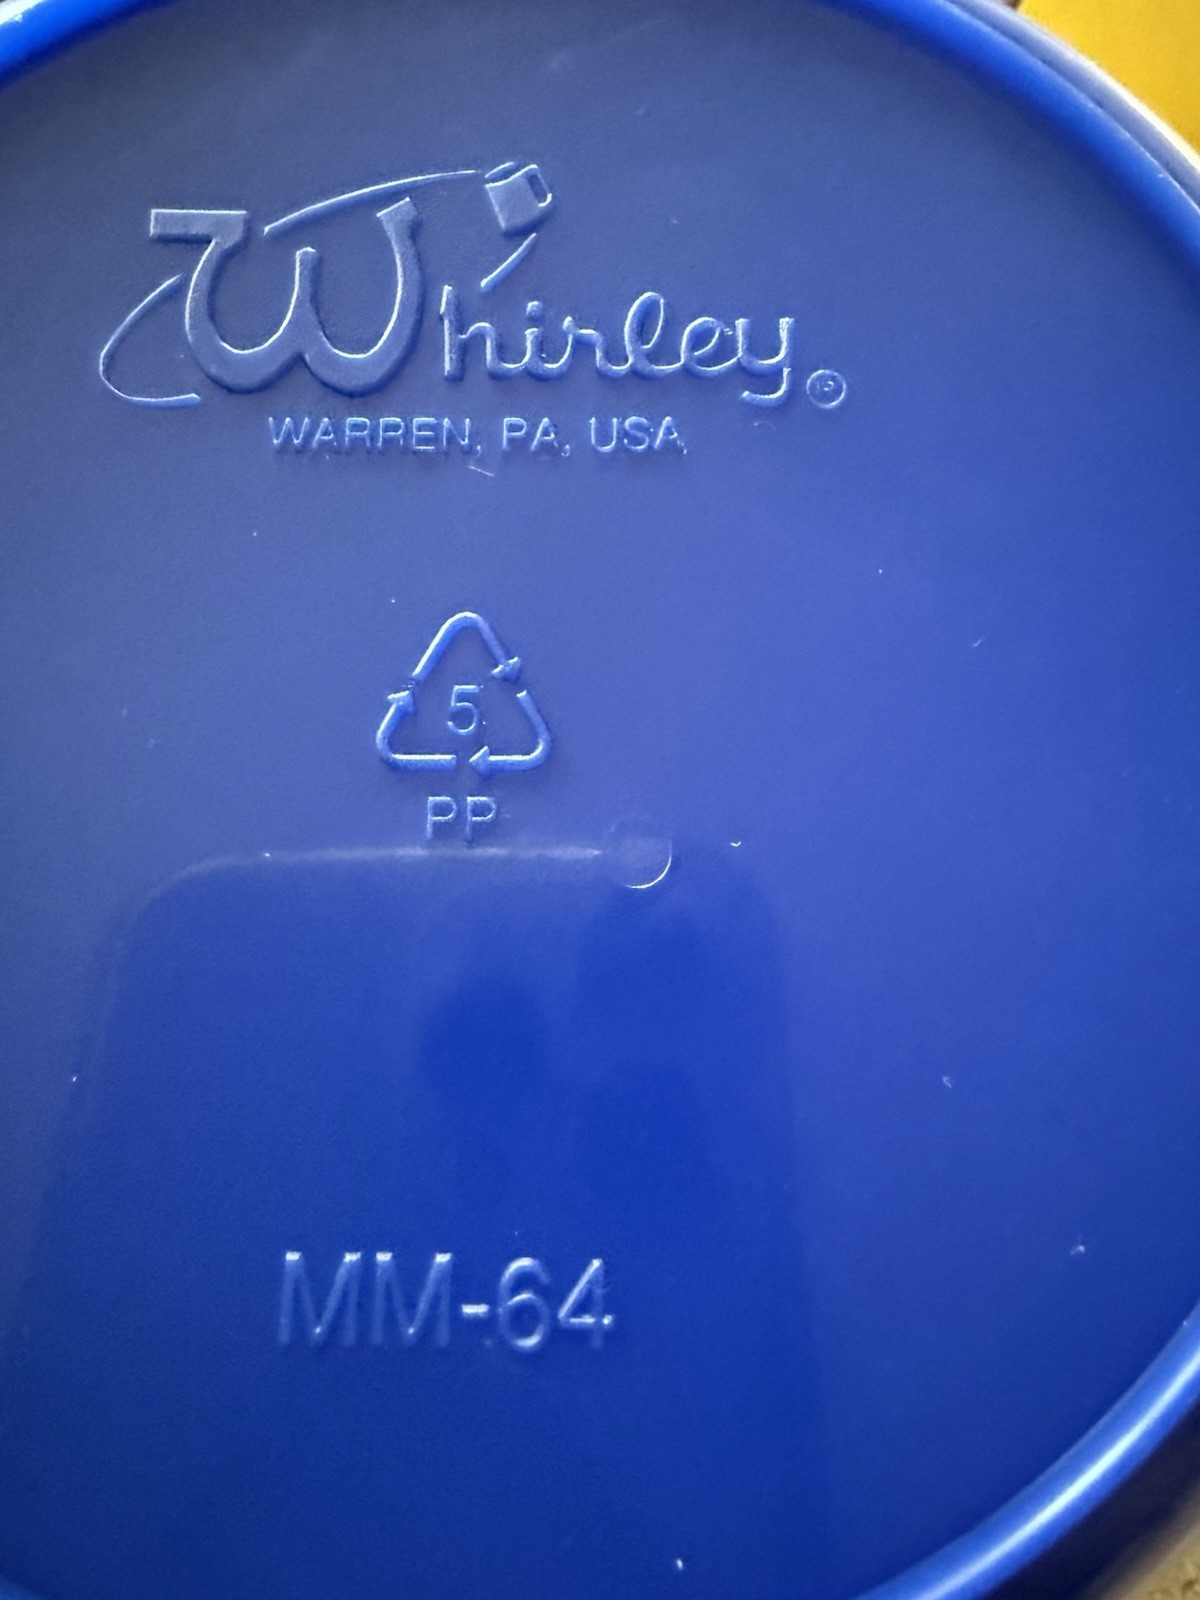 Whirley®
WARREN, PA, USA
5
PP
MM-64